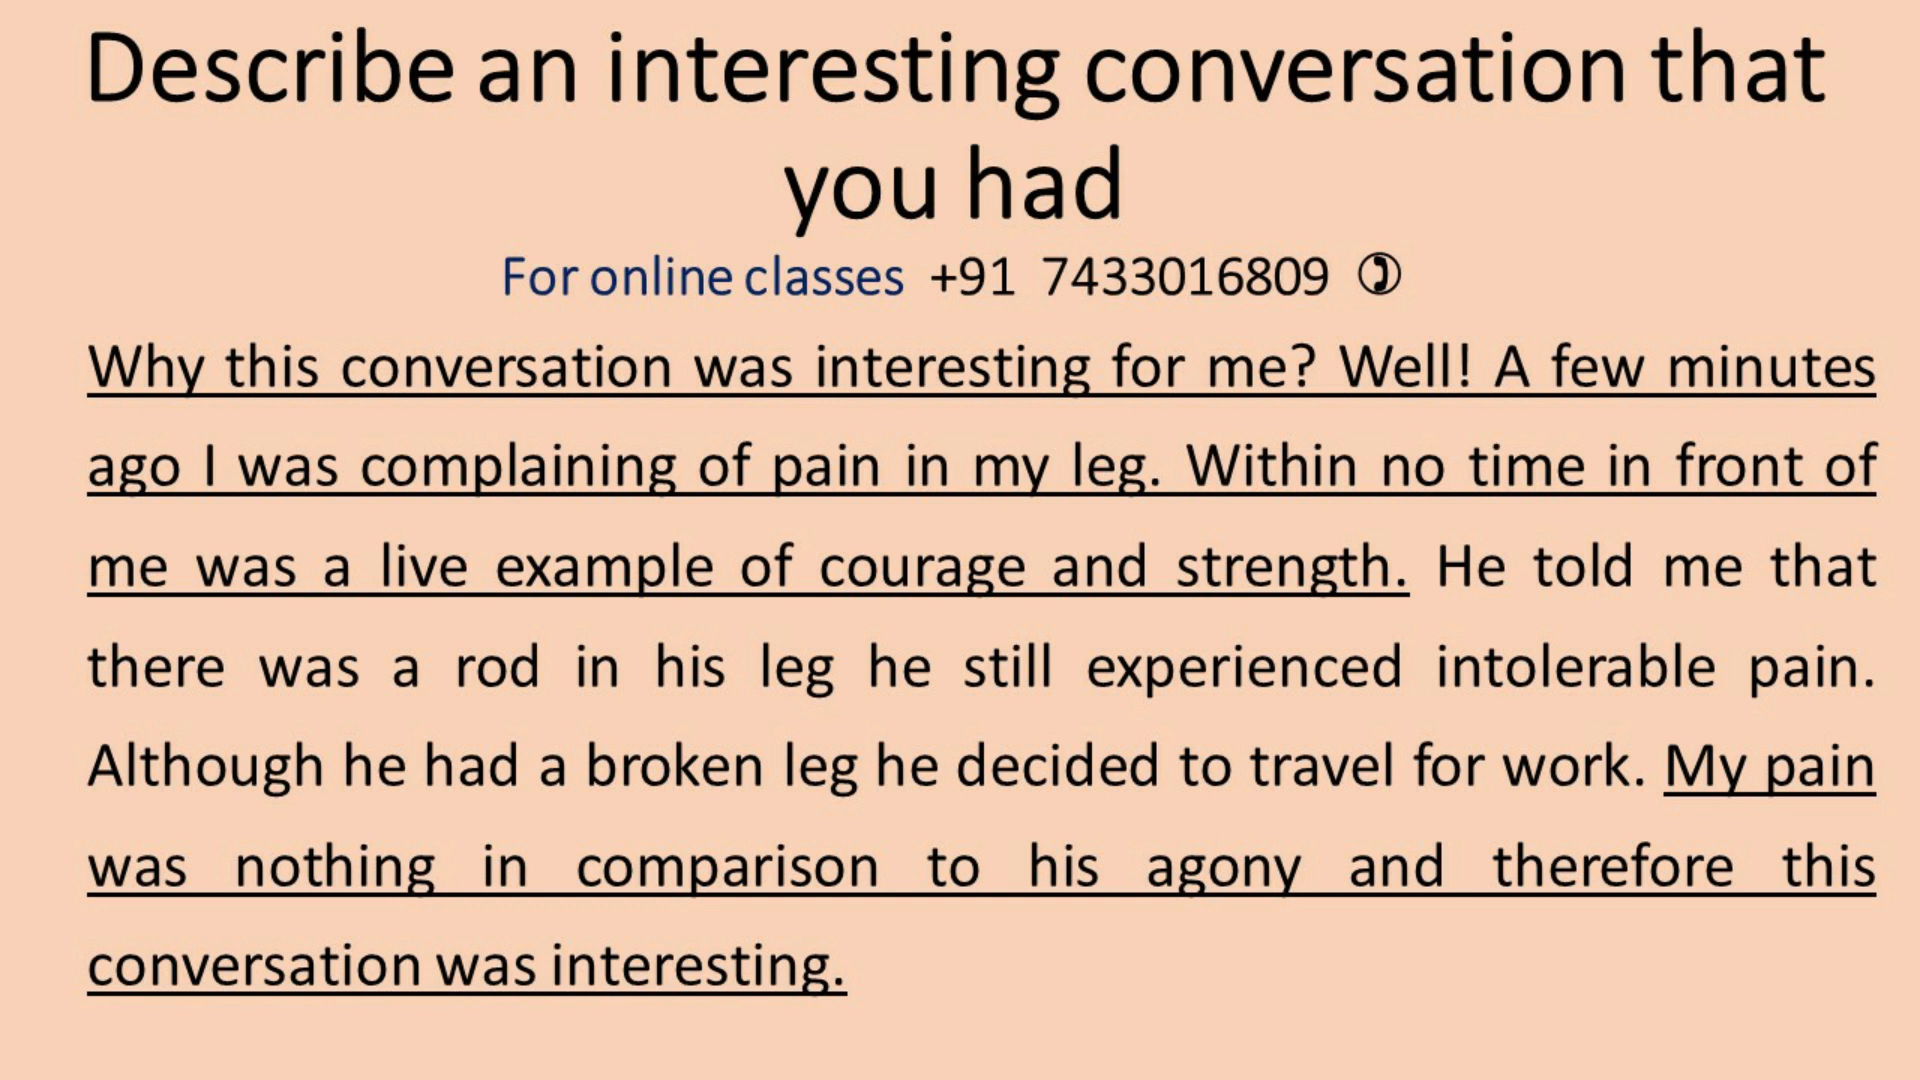 Describe an interesting conversation that
you had
For online classes +91 7433016809
Why this conversation was interesting for me? Well! A few minutes
ago I was complaining of pain in my leg. Within no time in front of
me was a live example of courage and strength. He told me that
there was a rod in his leg he still experienced intolerable pain.
Although he had a broken leg he decided to travel for work. My pain
was nothing in comparison to his agony and therefore this
conversation was interesting.